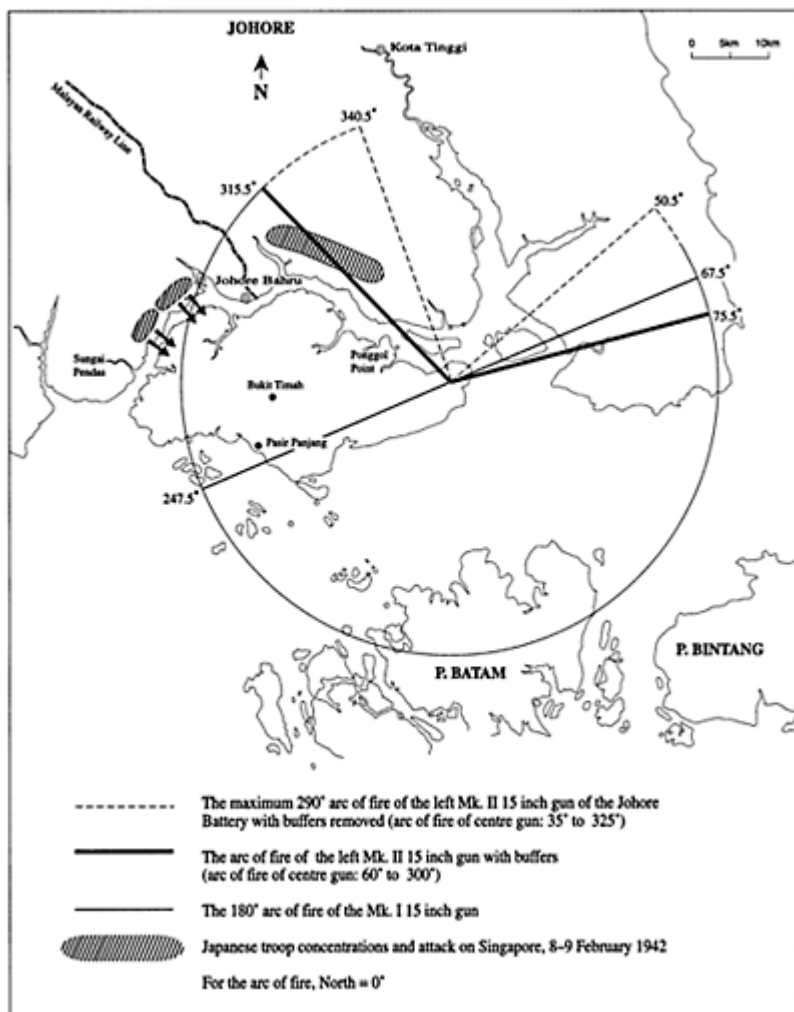 JOHORE
Kota Tinggi
0 5km 10km
N
Malayan Railway Line
340.5°
315.5°
50.5°
67.5°
75.5°
Johore Bahru
Sungai
Pendas
Ponggol
Point
Bukit Timah
Pasir Panjang
247.5°
P. BINTANG
P. BATAM
The maximum 290° arc of fire of the left Mk. II 15 inch gun of the Johore
Battery with buffers removed (arc of fire of centre gun: 35° to 325°)
The arc of fire of the left Mk. II 15 inch gun with buffers
(arc of fire of centre gun: 60° to 300°)
The 180° arc of fire of the Mk. I 15 inch gun
Japanese troop concentrations and attack on Singapore, 8–9 February 1942
For the arc of fire, North = 0°